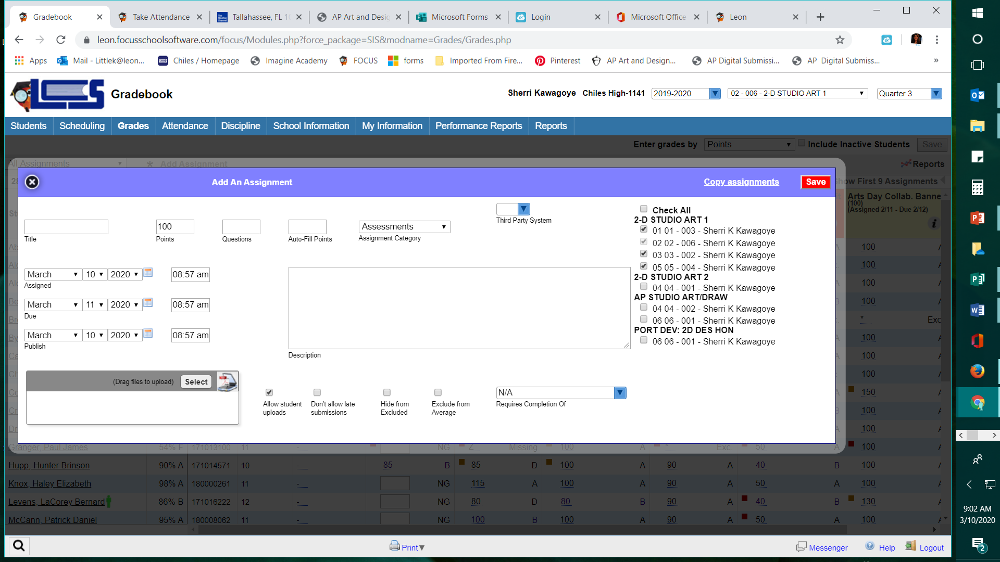 Gradebook
Take Attendance
Tallahassee, FL 10
AP Art and Desig
Microsoft Forms
Login
Microsoft Office
Leon
leon.focusschoolsoftware.com/focus/Modules.php?force_package=SIS&modname=Grades/Grades.php
Apps
Mail - Littlek@leon...
Chiles / Homepage
Imagine Academy
FOCUS
forms
Imported From Fire...
Pinterest
AP Art and Design...
AP Digital Submissi...
AP Digital Submiss...
»
LCS
Gradebook
Sherri Kawagoye Chiles High-1141
2019-2020
02 - 006 - 2-D STUDIO ART 1
Quarter 3
Students
Scheduling
Grades
Attendance
Discipline
School Information
My Information
Performance Reports
Reports
Enter grades by
Points
Include Inactive Students
Save
All Assignments
Add Assignment
Reports
Add An Assignment
Copy assignments
Save
how First 9 Assignments
Arts Day Collab. Banne
(100)
(Assigned 2/11 - Due 2/12)
Title
100
Points
Questions
Auto-Fill Points
Assessments
Assignment Category
Third Party System
Check All
2-D STUDIO ART 1
01 01 - 003 - Sherri K Kawagoye
02 02 - 006 - Sherri K Kawagoye
03 03 - 002 - Sherri K Kawagoye
05 05 - 004 - Sherri K Kawagoye
2-D STUDIO ART 2
04 04 - 001 - Sherri K Kawagoye
AP STUDIO ART/DRAW
04 04 - 002 - Sherri K Kawagoye
06 06 - 001 - Sherri K Kawagoye
PORT DEV: 2D DES HON
06 06 - 001 - Sherri K Kawagoye
March 10 2020 08:57 am
Assigned
March 11 2020 08:57 am
Due
March 10 2020 08:57 am
Publish
Description
(Drag files to upload)
Select
Allow student uploads
Don't allow late submissions
Hide from Excluded
Exclude from Average
N/A
Requires Completion Of
100
100
100
100
* Exc
100
100
100
150
100
100
Granger, Paul James 54% F 171013100 11 - NG Z Missing 100 A * Exc. 50 A 100
Hupp, Hunter Brinson 90% A 171014571 10 - 85 B 85 D 100 A 90 A 40 B 100
Knox, Haley Elizabeth 98% A 180000261 11 - NG 115 A 100 A 90 A 50 A 100
Levens, LaCorey Bernard 86% B 171016222 12 - NG 80 D 80 B 90 A 40 B 130
McCann, Patrick Daniel 95% A 180008062 11 - NG 100 B 100 A 90 A 50 A 100
Print
Messenger
Help
Logout
9:02 AM
3/10/2020
2